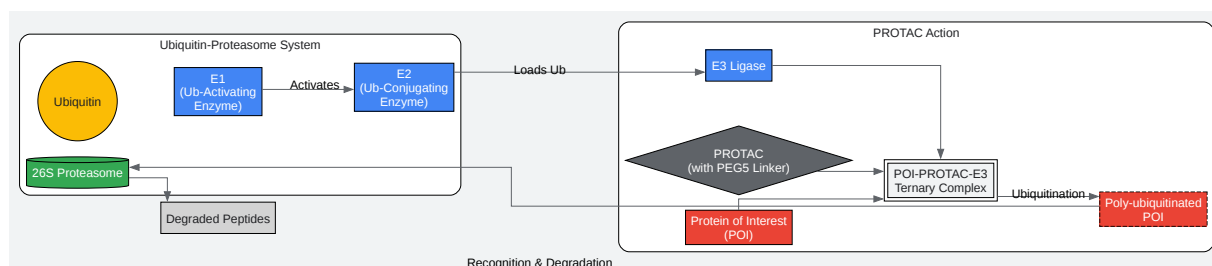 Ubiquitin-Proteasome System
Ubiquitin
E1
(Ub-Activating
Enzyme)
Activates
E2
(Ub-Conjugating
Enzyme)
Loads Ub
26S Proteasome
Degraded Peptides
PROTAC Action
E3 Ligase
PROTAC
(with PEG5 Linker)
POI-PROTAC-E3
Ternary Complex
Ubiquitination
Poly-ubiquitinated
POI
Protein of Interest
(POI)
Recognition & Degradation